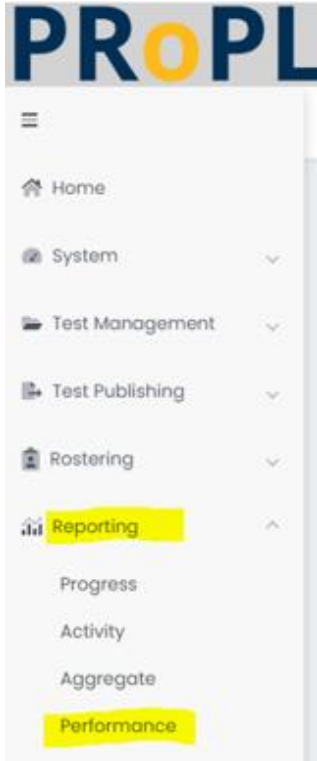 PRoPL
Home
System
Test Management
Test Publishing
Rostering
Reporting
Progress
Activity
Aggregate
Performance